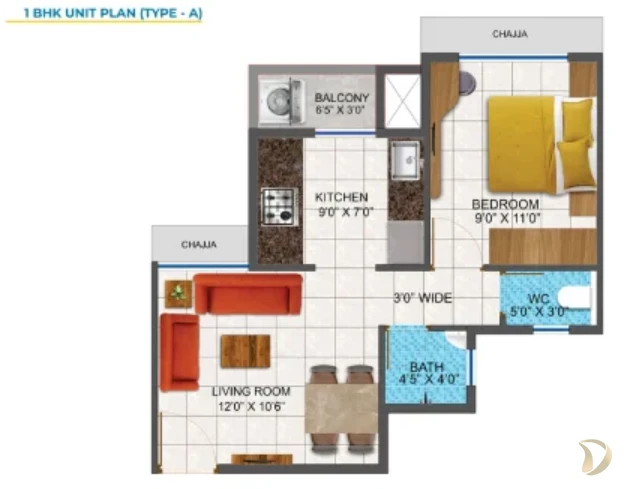 1 BHK UNIT PLAN (TYPE - A)
CHAJJA
BALCONY
6'5" X 3'0"
KITCHEN
9'0" X 7'0"
BEDROOM
9'0" X 11'0"
CHAJJA
3'0" WIDE
WC
5'0" X 3'0"
BATH
4'5" X 4'0"
LIVING ROOM
12'0" X 10'6"